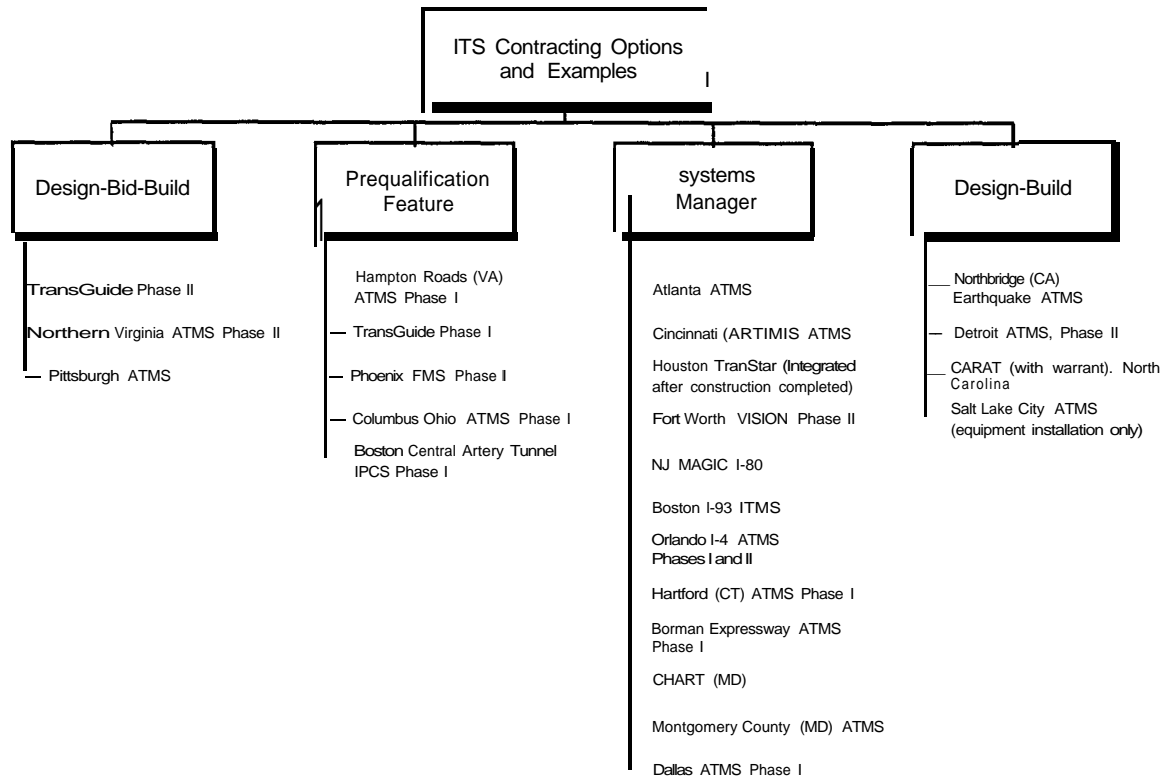 ITS Contracting Options
and Examples
Design-Bid-Build
TransGuide Phase II
Northern Virginia ATMS Phase II
Pittsburgh ATMS
Prequalification
Feature
Hampton Roads (VA)
ATMS Phase I
TransGuide Phase I
Phoenix FMS Phase I
Columbus Ohio ATMS Phase I
Boston Central Artery Tunnel
IPCS Phase I
systems
Manager
Atlanta ATMS
Cincinnati (ARTIMIS ATMS
Houston TranStar (Integrated
after construction completed)
Fort Worth VISION Phase II
NJ MAGIC I-80
Boston I-93 ITMS
Orlando I-4 ATMS
Phases I and II
Hartford (CT) ATMS Phase I
Borman Expressway ATMS
Phase I
CHART (MD)
Montgomery County (MD) ATMS
Dallas ATMS Phase I
Design-Build
Northbridge (CA)
Earthquake ATMS
Detroit ATMS, Phase II
CARAT (with warrant). North
Carolina
Salt Lake City ATMS
(equipment installation only)